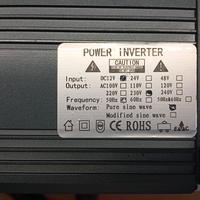 POWER INVERTER
CAUTION
Input: DC12V 24V 48V
Output: AC100V 110V 120V
220V 230V 240V
Frequency: 50Hz 60Hz 50Hz&60Hz
Waveform: Pure sine wave
Modified sine wave
CE ROHS